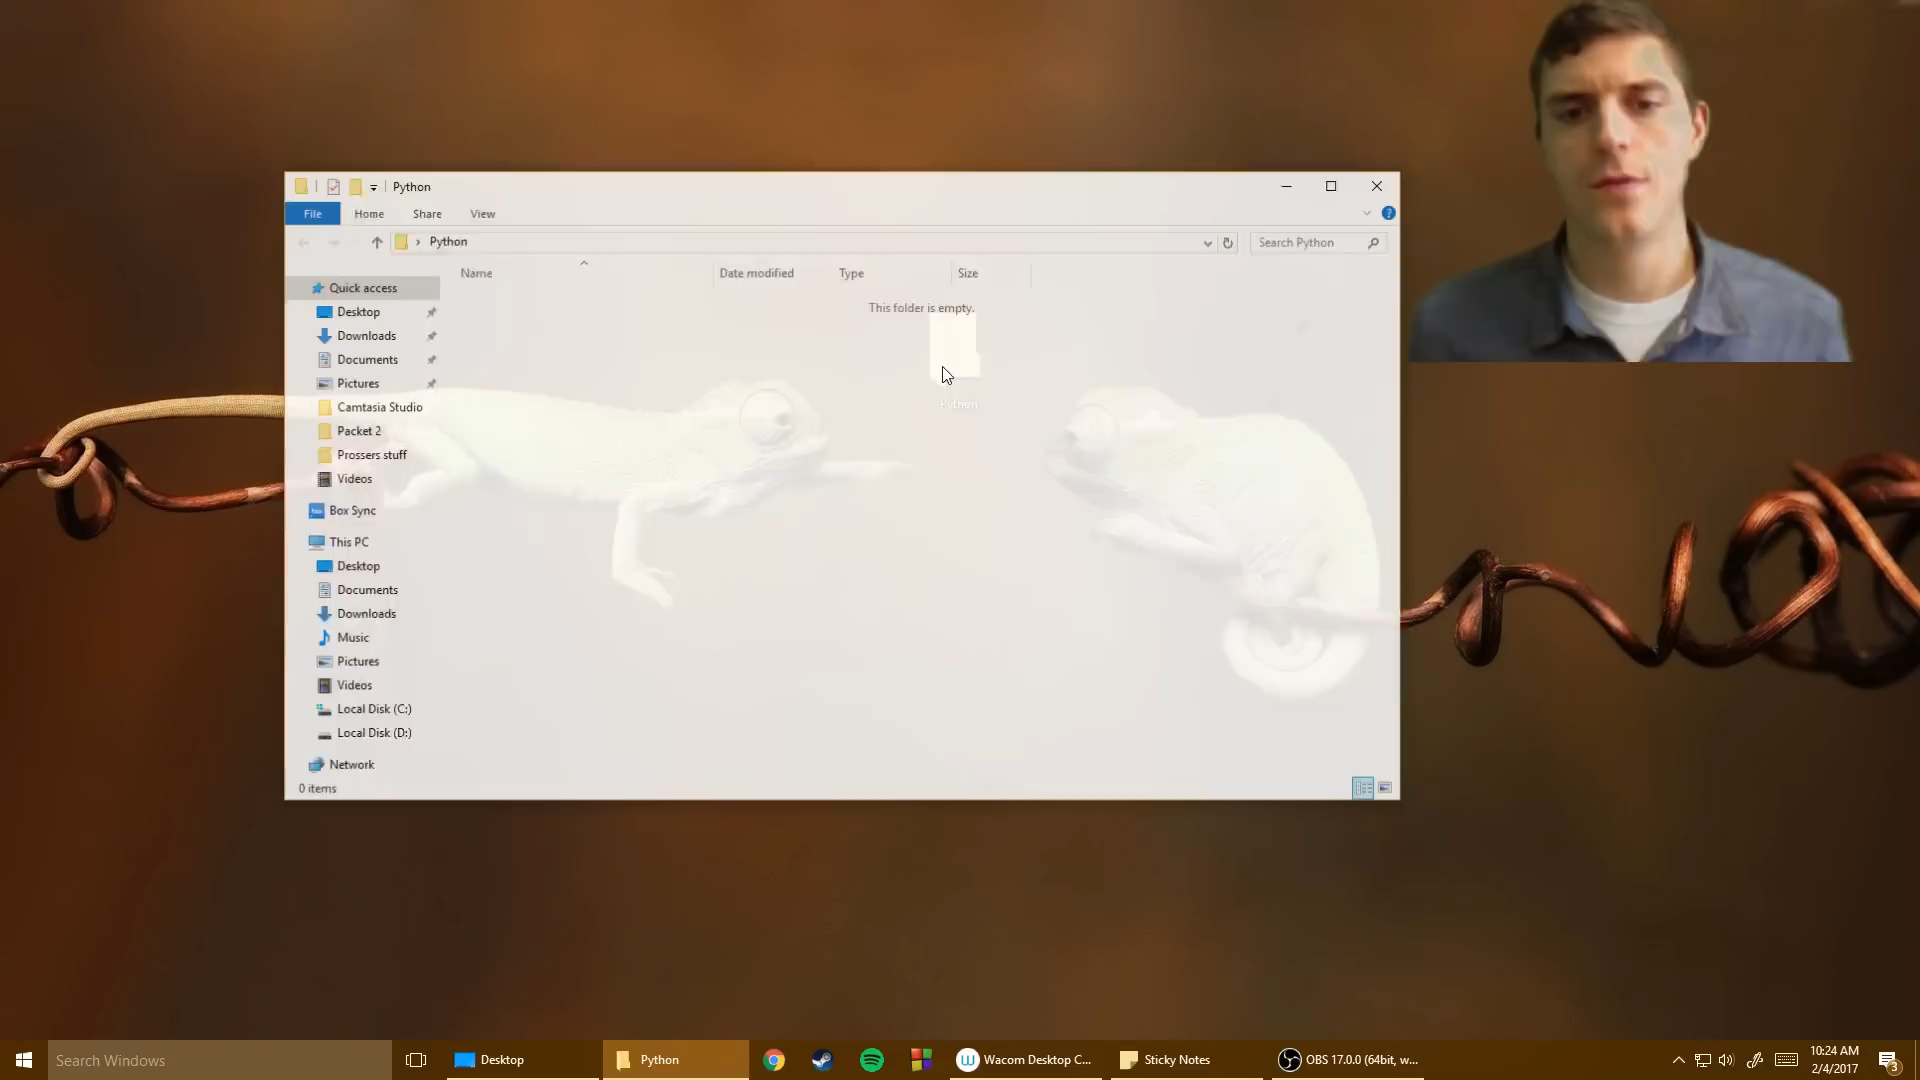 Python
File Home Share View
Python
Search Python
Name Date modified Type Size
This folder is empty.
Python
Quick access
Desktop
Downloads
Documents
Pictures
Camtasia Studio
Packet 2
Prossers stuff
Videos
Box Sync
This PC
Desktop
Documents
Downloads
Music
Pictures
Videos
Local Disk (C:)
Local Disk (D:)
Network
0 items
Search Windows
Desktop
Python
Wacom Desktop C...
Sticky Notes
OBS 17.0.0 (64bit, w...
10:24 AM
2/4/2017
3